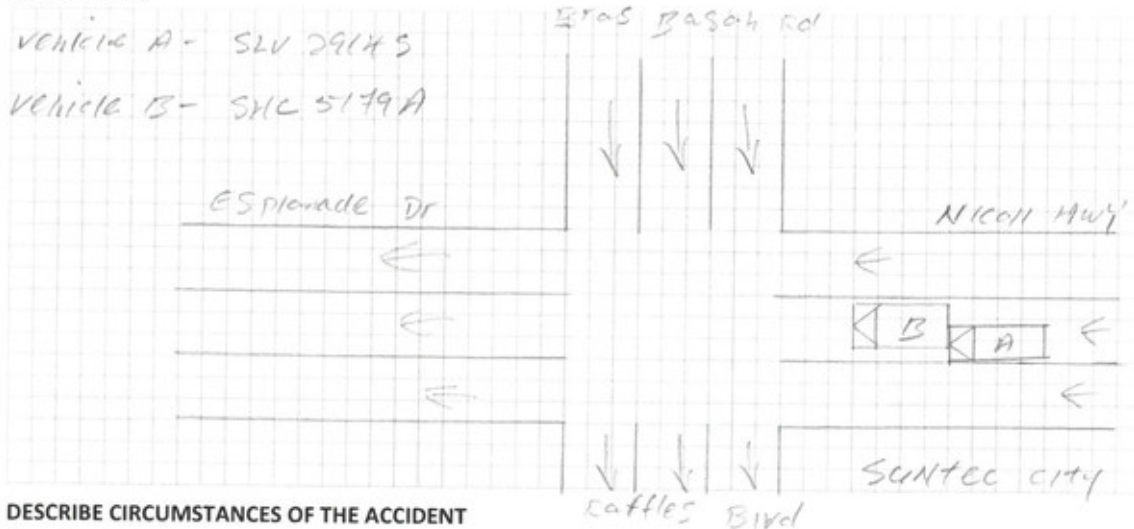 Bras Basah Rd
Vehicle A - SLV 2914S
Vehicle B - SHC 5179A
Esplanade Dr
Nicoll Hwy
B
A
Suntec City
Raffles Blvd
DESCRIBE CIRCUMSTANCES OF THE ACCIDENT